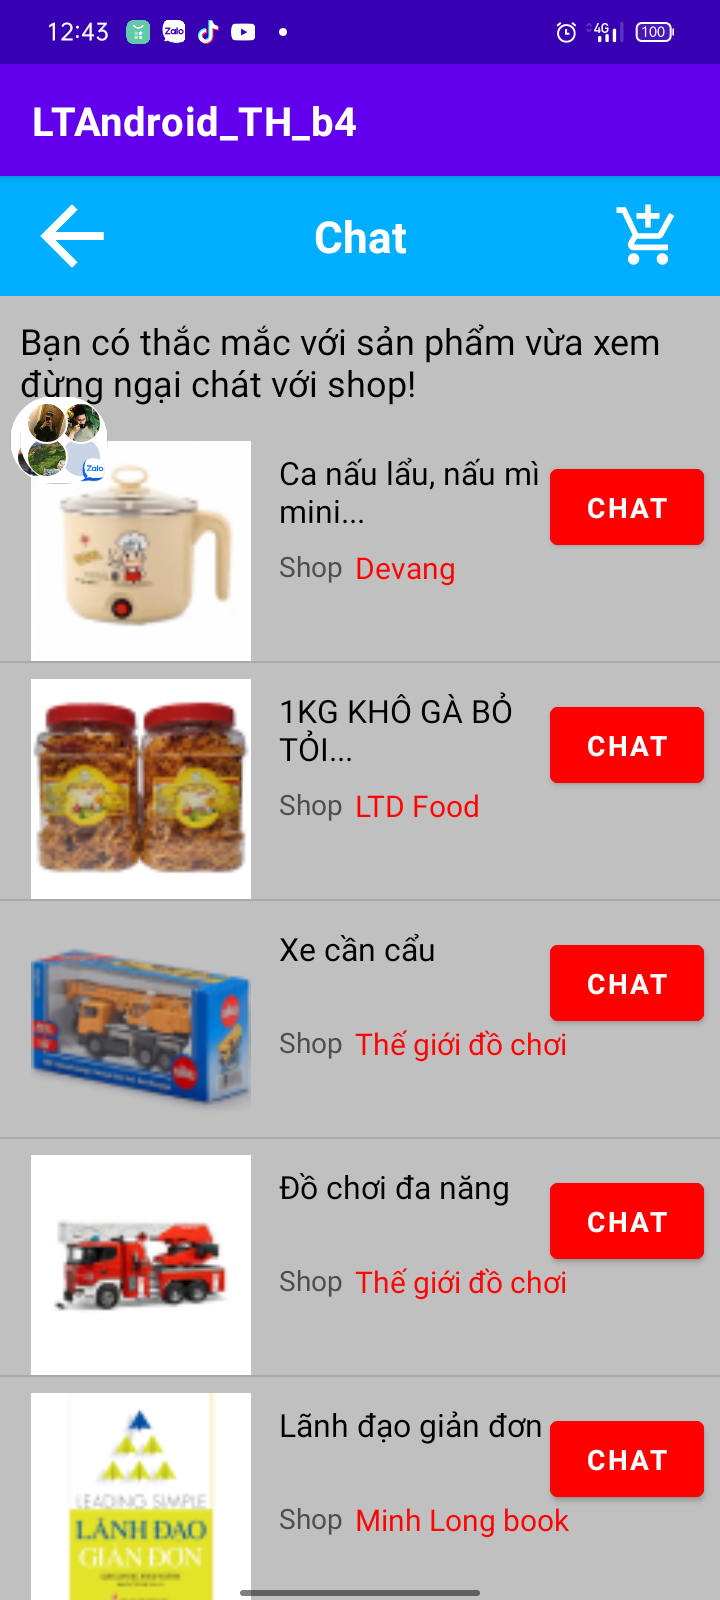 12:43
Zalo
4G
100
LTAndroid_TH_b4
Chat
Bạn có thắc mắc với sản phẩm vừa xem
đừng ngại chát với shop!
Zalo
Ca nấu lẩu, nấu mì
mini...
CHAT
Shop Devang
1KG KHÔ GÀ BỎ
TỎI...
CHAT
Shop LTD Food
Xe cần cẩu
CHAT
Shop Thế giới đồ chơi
Đồ chơi đa năng
CHAT
Shop Thế giới đồ chơi
Lãnh đạo giản đơn
CHAT
Shop Minh Long book
LEADING SIMPLE
LÃNH ĐẠO
GIẢN ĐƠN